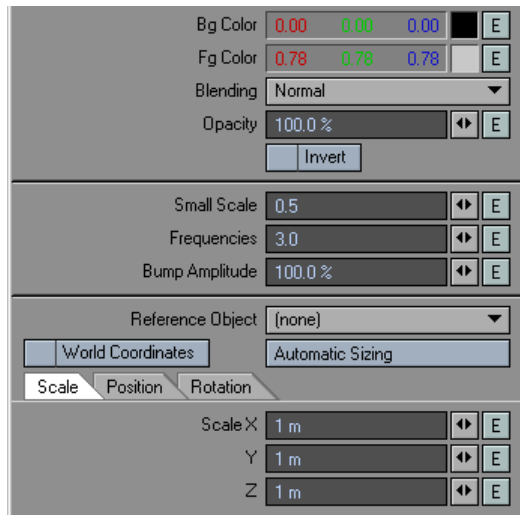 Bg Color 0.00 0.00 0.00 E
Fg Color 0.78 0.78 0.78 E
Blending Normal
Opacity 100.0 % E
Invert
Small Scale 0.5 E
Frequencies 3.0 E
Bump Amplitude 100.0 % E
Reference Object (none)
World Coordinates Automatic Sizing
Scale Position Rotation
Scale X 1 m E
Y 1 m E
Z 1 m E